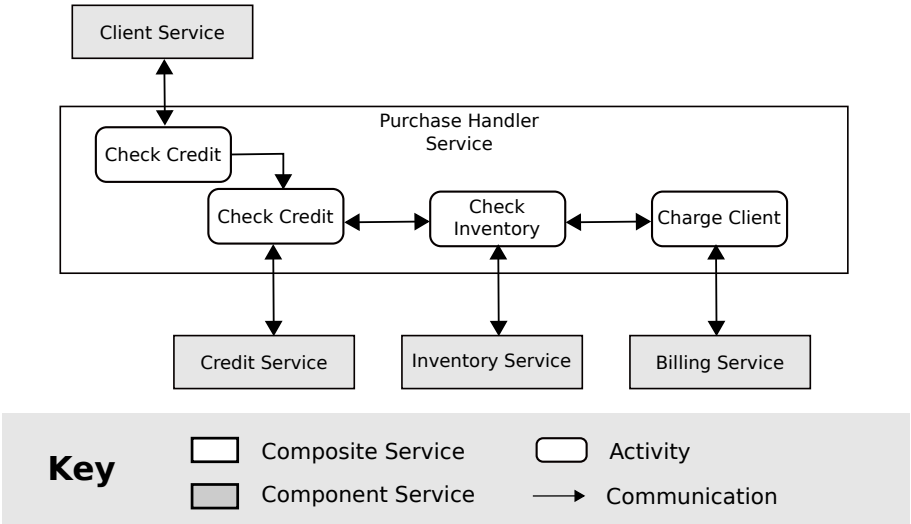 Client Service
Purchase Handler
Service
Check Credit
Check Credit
Check
Inventory
Charge Client
Credit Service
Inventory Service
Billing Service
Key
Composite Service
Activity
Component Service
Communication